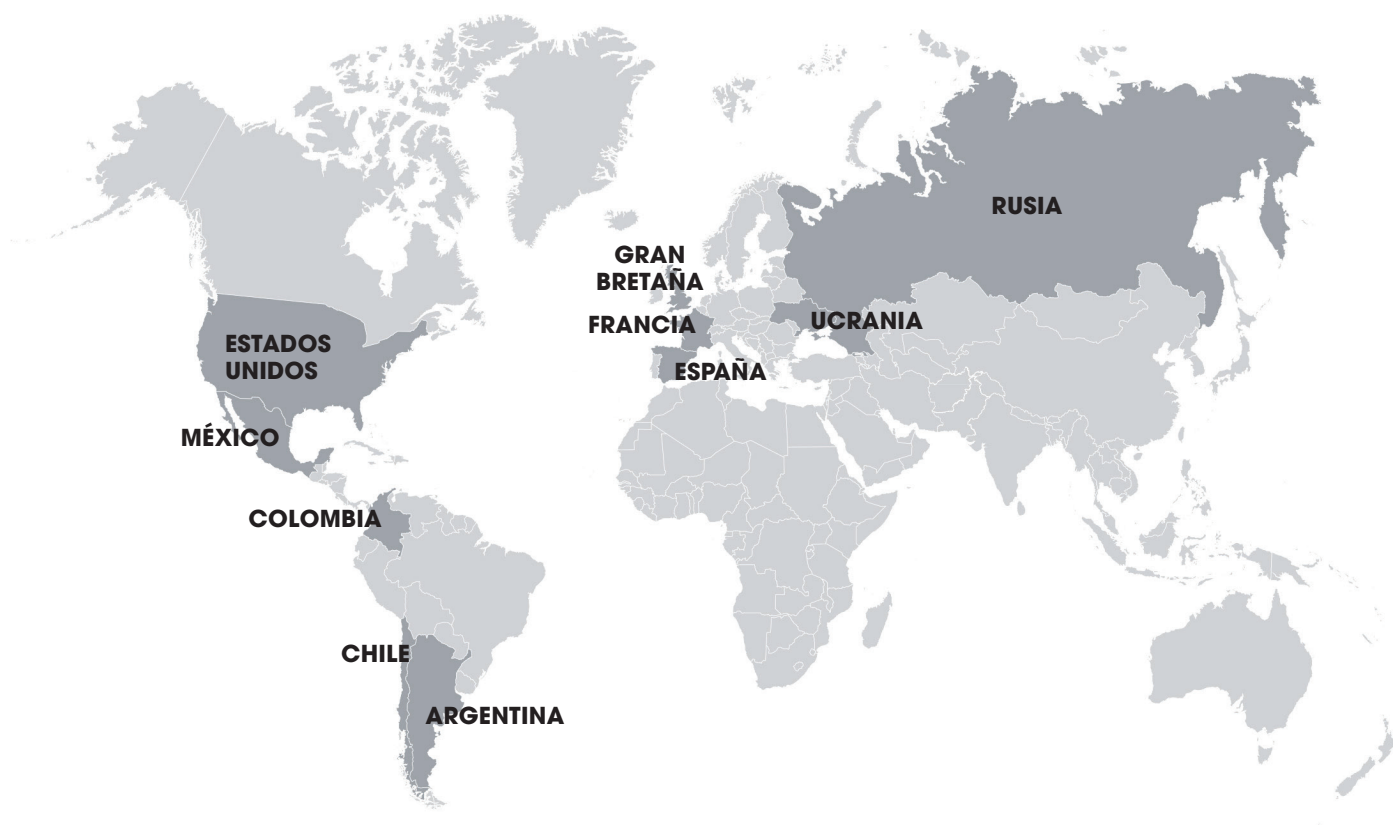 RUSIA
GRAN
BRETAÑA
FRANCIA
UCRANIA
ESTADOS
UNIDOS
ESPAÑA
MÉXICO
COLOMBIA
CHILE
ARGENTINA